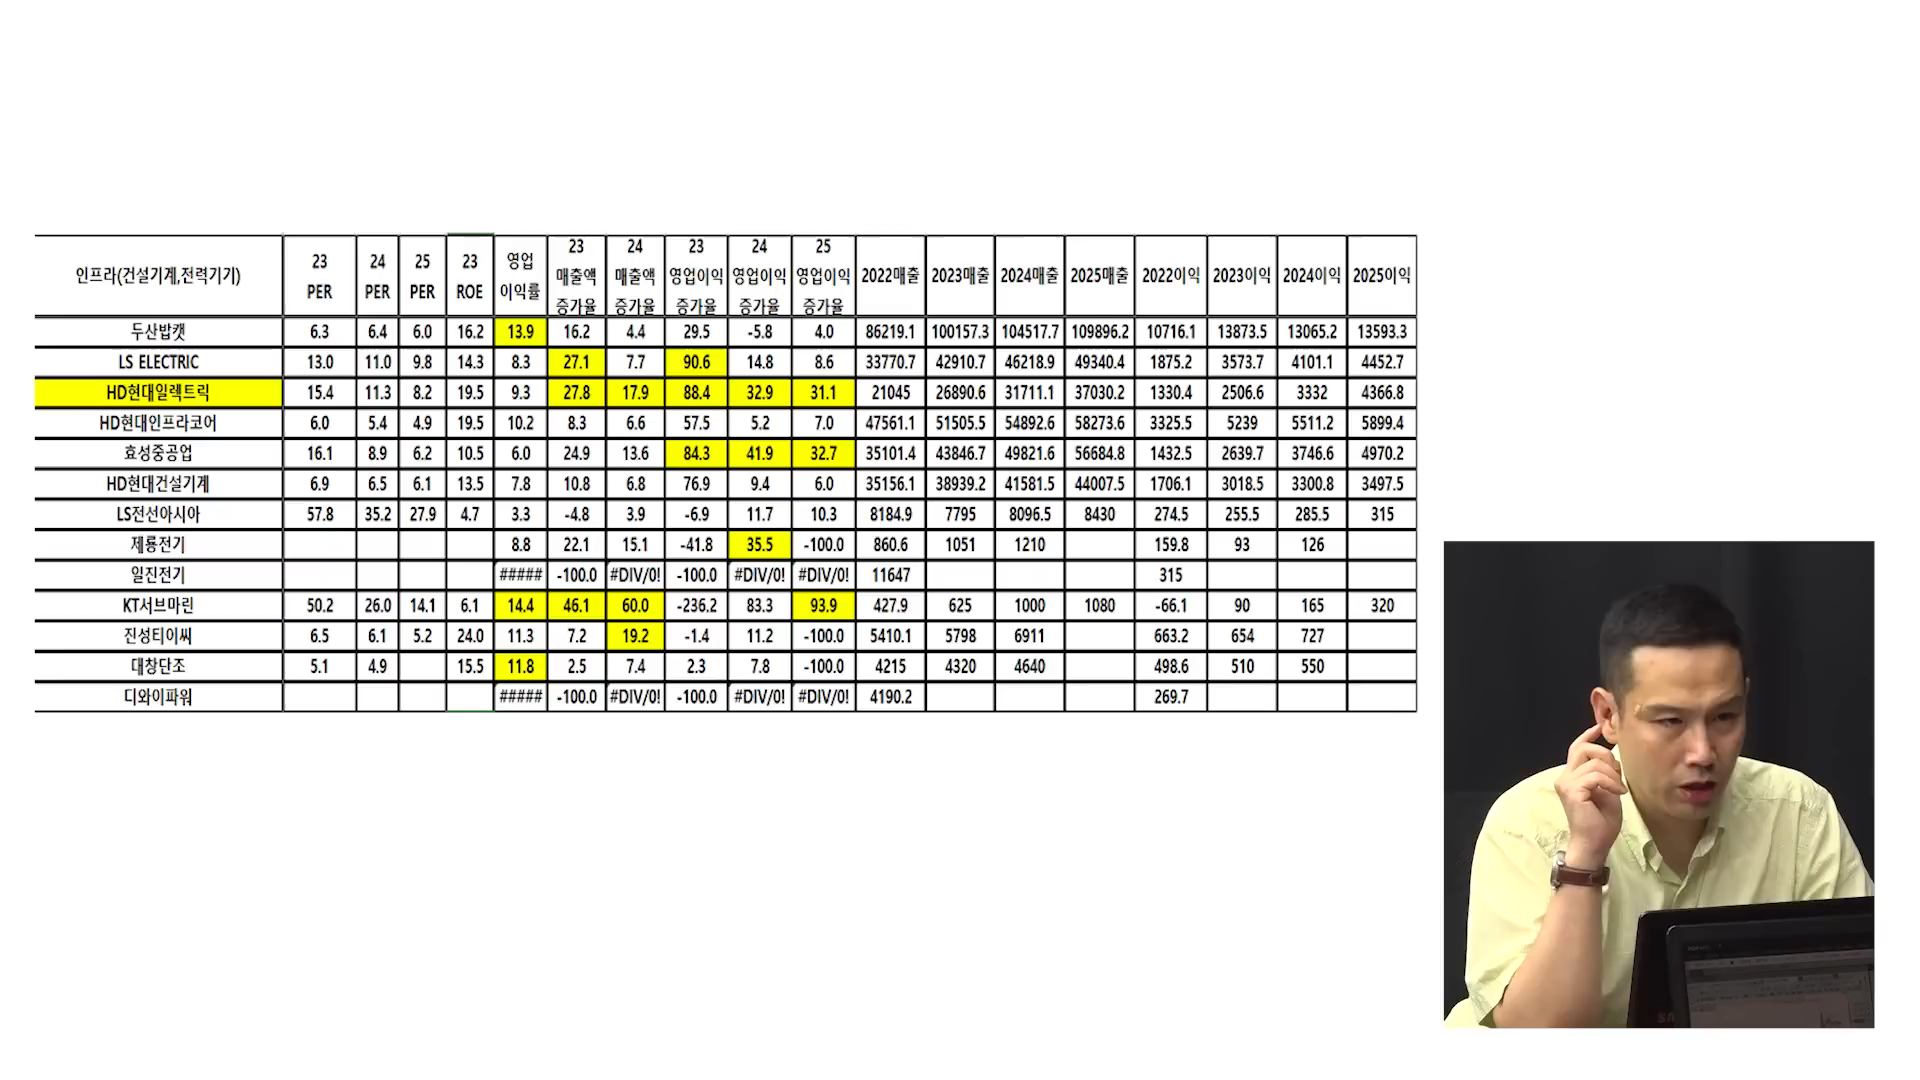 인프라(건설기계,전력기기) 23 PER 24 PER 25 PER 23 ROE 영업 이익률 23 매출액 증가율 24 매출액 증가율 23 영업이익 증가율 24 영업이익 증가율 25 영업이익 증가율 2022매출 2023매출 2024매출 2025매출 2022이익 2023이익 2024이익 2025이익
두산밥캣 6.3 6.4 6.0 16.2 13.9 16.2 4.4 29.5 -5.8 4.0 86219.1 100157.3 104517.7 109896.2 10716.1 13873.5 13065.2 13593.3
LS ELECTRIC 13.0 11.0 9.8 14.3 8.3 27.1 7.7 90.6 14.8 8.6 33770.7 42910.7 46218.9 49340.4 1875.2 3573.7 4101.1 4452.7
HD현대일렉트릭 15.4 11.3 8.2 19.5 9.3 27.8 17.9 88.4 32.9 31.1 21045 26890.6 31711.1 37030.2 1330.4 2506.6 3332 4366.8
HD현대인프라코어 6.0 5.4 4.9 19.5 10.2 8.3 6.6 57.5 5.2 7.0 47561.1 51505.5 54892.6 58273.6 3325.5 5239 5511.2 5899.4
효성중공업 16.1 8.9 6.2 10.5 6.0 24.9 13.6 84.3 41.9 32.7 35101.4 43846.7 49821.6 56684.8 1432.5 2639.7 3746.6 4970.2
HD현대건설기계 6.9 6.5 6.1 13.5 7.8 10.8 6.8 76.9 9.4 6.0 35156.1 38939.2 41581.5 44007.5 1706.1 3018.5 3300.8 3497.5
LS전선아시아 57.8 35.2 27.9 4.7 3.3 -4.8 3.9 -6.9 11.7 10.3 8184.9 7795 8096.5 8430 274.5 255.5 285.5 315
제룡전기 8.8 22.1 15.1 -41.8 35.5 -100.0 860.6 1051 1210 159.8 93 126
일진전기 ##### -100.0 #DIV/0! -100.0 #DIV/0! #DIV/0! 11647 315
KT서브마린 50.2 26.0 14.1 6.1 14.4 46.1 60.0 -236.2 83.3 93.9 427.9 625 1000 1080 -66.1 90 165 320
진성티이씨 6.5 6.1 5.2 24.0 11.3 7.2 19.2 -1.4 11.2 -100.0 5410.1 5798 6911 663.2 654 727
대창단조 5.1 4.9 15.5 11.8 2.5 7.4 2.3 7.8 -100.0 4215 4320 4640 498.6 510 550
디와이파워 ##### -100.0 #DIV/0! -100.0 #DIV/0! #DIV/0! 4190.2 269.7